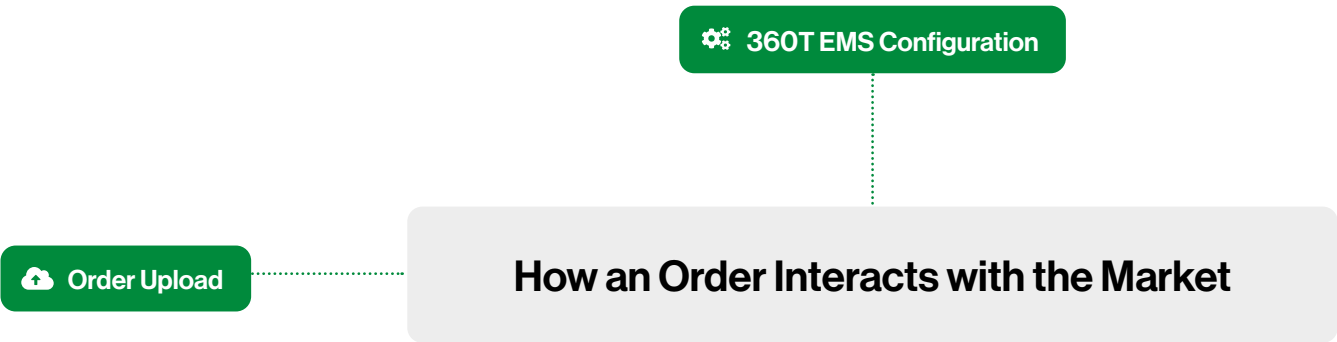 360T EMS Configuration
Order Upload
How an Order Interacts with the Market